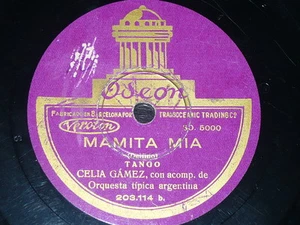 Odeon
FABRICADO EN BARCELONA POR TRANSOCEANIC TRADING Cº
Veroton
SO. 5000
MAMITA MIA
TANGO
CELIA GÁMEZ, con acomp. de
Orquesta típica argentina
203.114 b.